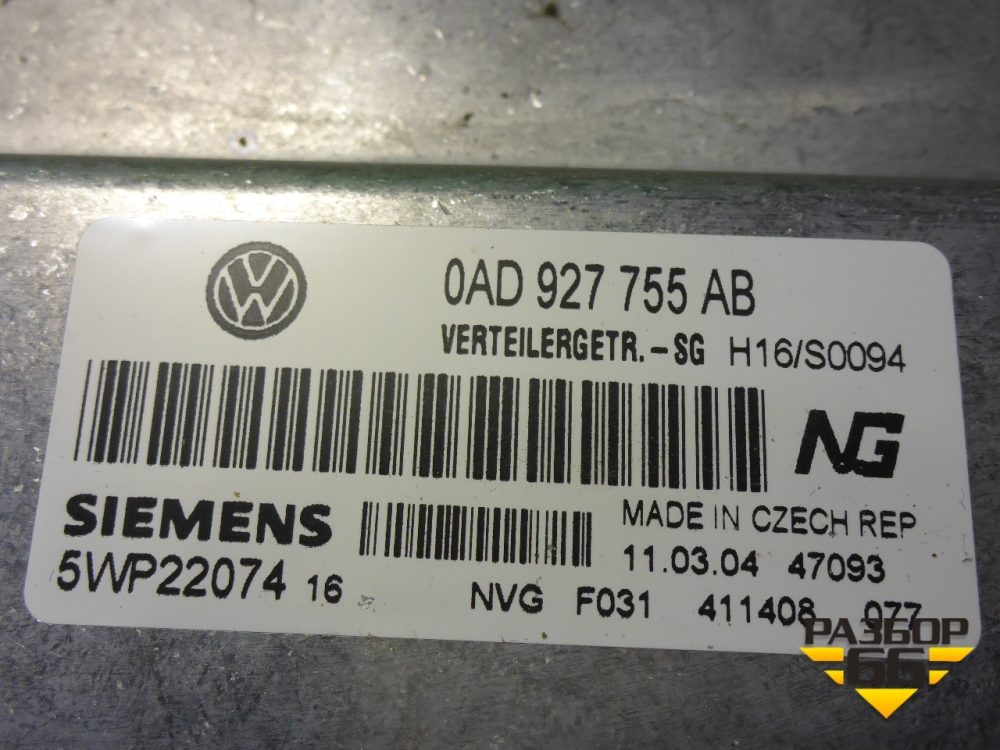 VW
0AD 927 755 AB
VERTEILERGETR.-SG H16/S0094
NG
SIEMENS
MADE IN CZECH REP
5WP22074 16
11.03.04 47093
NVG F031 411408 077
РАЗБОР
66